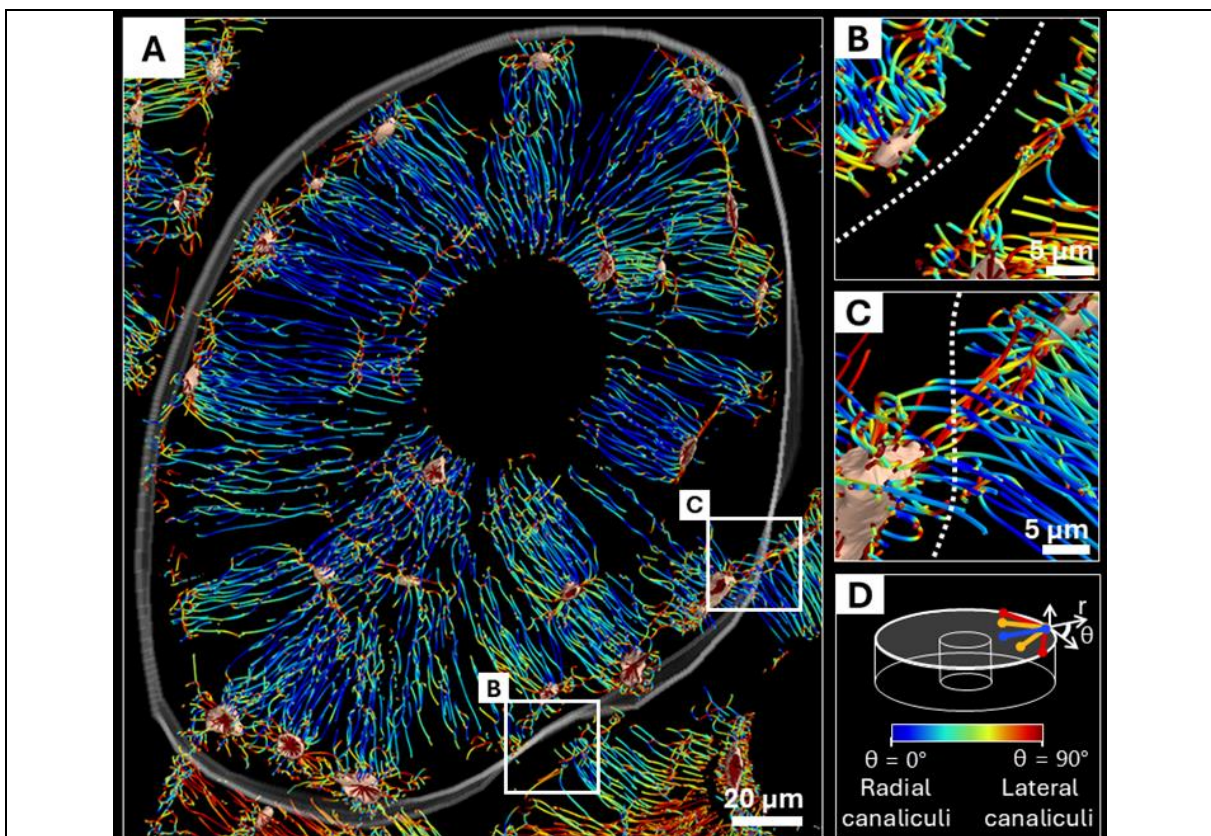 A
B
C
20 µm
B
5 µm
C
5 µm
D
r
θ
θ = 0°
θ = 90°
Radial
Lateral
canaliculi
canaliculi